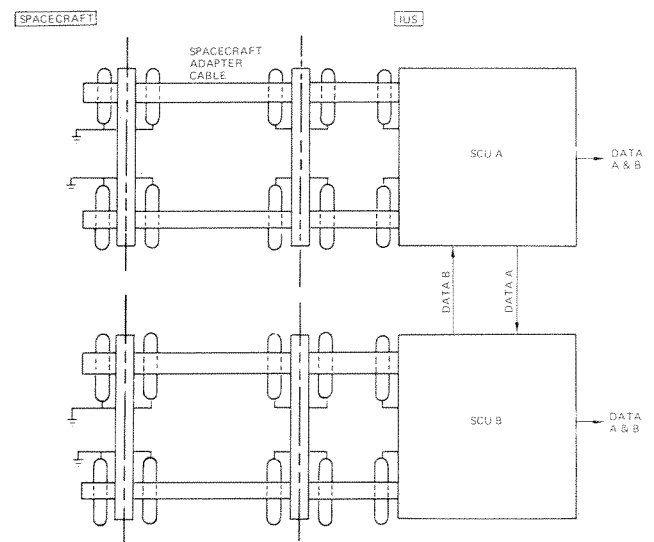 SPACECRAFT
IUS
SPACECRAFT
ADAPTER
CABLE
SCU A
DATA
A & B
DATA B
DATA A
SCU B
DATA
A & B